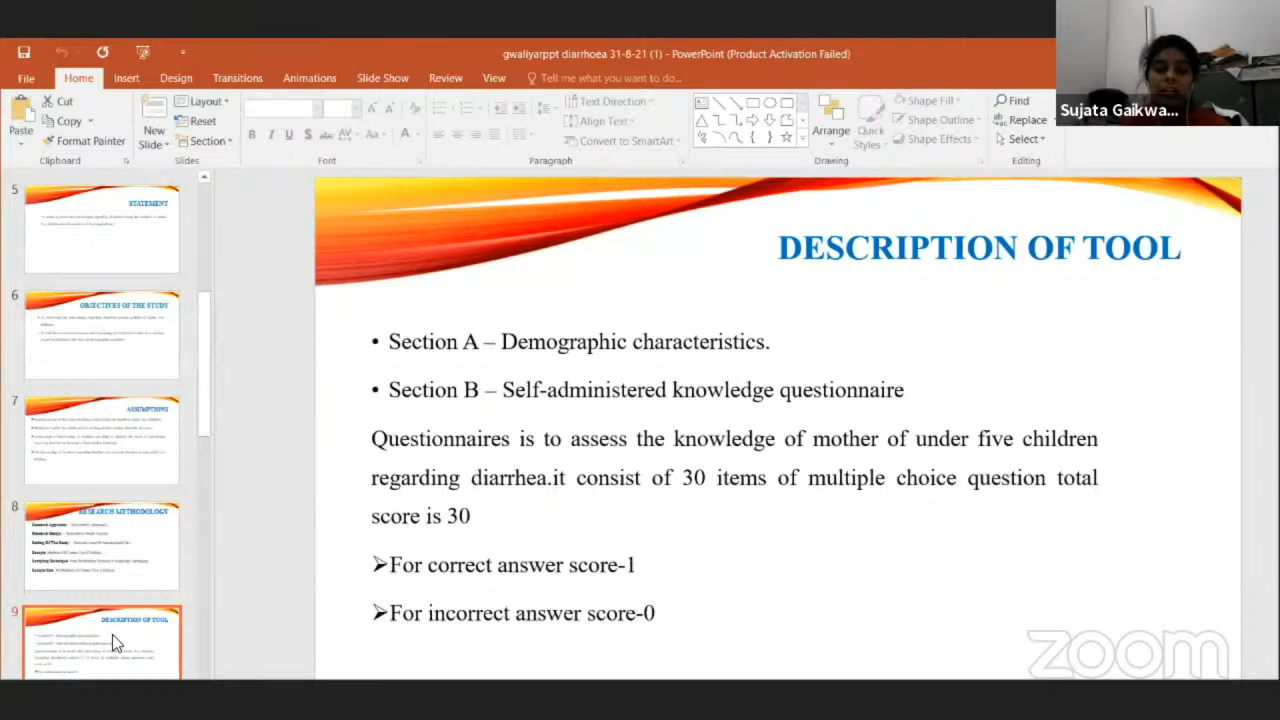 gwaliyarppt diarrhoea 31-8-21 (1) - PowerPoint (Product Activation Failed)
File Home Insert Design Transitions Animations Slide Show Review View Tell me what you want to do...
Paste
Cut
Copy
Format Painter
Clipboard
New
Slide
Layout
Reset
Section
Slides
Font
Text Direction
Align Text
Convert to SmartArt
Paragraph
Arrange
Quick
Styles
Shape Fill
Shape Outline
Shape Effects
Drawing
Find
Replace
Select
Editing
Sujata Gaikwa...
5
STATEMENT
6
OBJECTIVES OF THE STUDY
7
ASSUMPTIONS
8
RESEARCH METHODOLOGY
9
DESCRIPTION OF TOOL
DESCRIPTION OF TOOL
• Section A – Demographic characteristics.
• Section B – Self-administered knowledge questionnaire
Questionnaires is to assess the knowledge of mother of under five children
regarding diarrhea.it consist of 30 items of multiple choice question total
score is 30
➢For correct answer score-1
➢For incorrect answer score-0
zoom